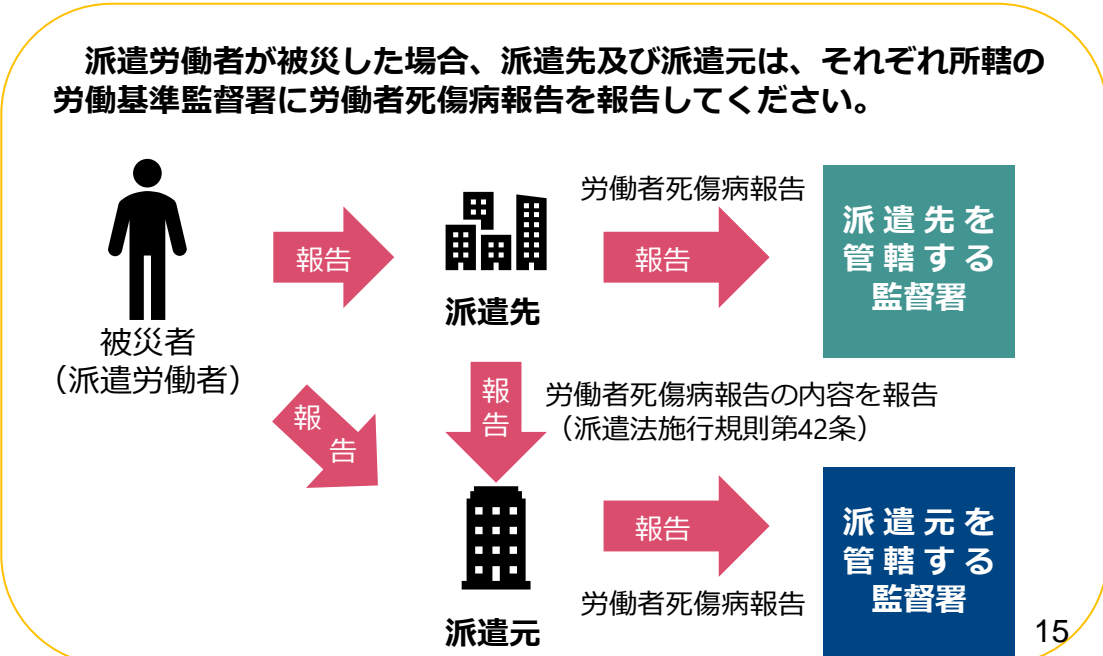 派遣労働者が被災した場合、派遣先及び派遣元は、それぞれ所轄の
労働基準監督署に労働者死傷病報告を報告してください。
被災者
（派遣労働者）
報告
派遣先
労働者死傷病報告
報告
派遣先を
管轄する
監督署
報
告
報
告
労働者死傷病報告の内容を報告
（派遣法施行規則第42条）
派遣元
報告
労働者死傷病報告
派遣元を
管轄する
監督署
15